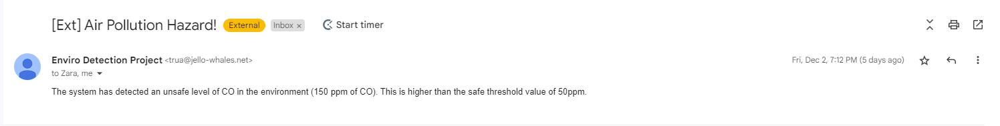 [Ext] Air Pollution Hazard! External Inbox × Start timer
Enviro Detection Project <trua@jello-whales.net> Fri, Dec 2, 7:12 PM (5 days ago)
to Zara, me
The system has detected an unsafe level of CO in the environment (150 ppm of CO). This is higher than the safe threshold value of 50ppm.